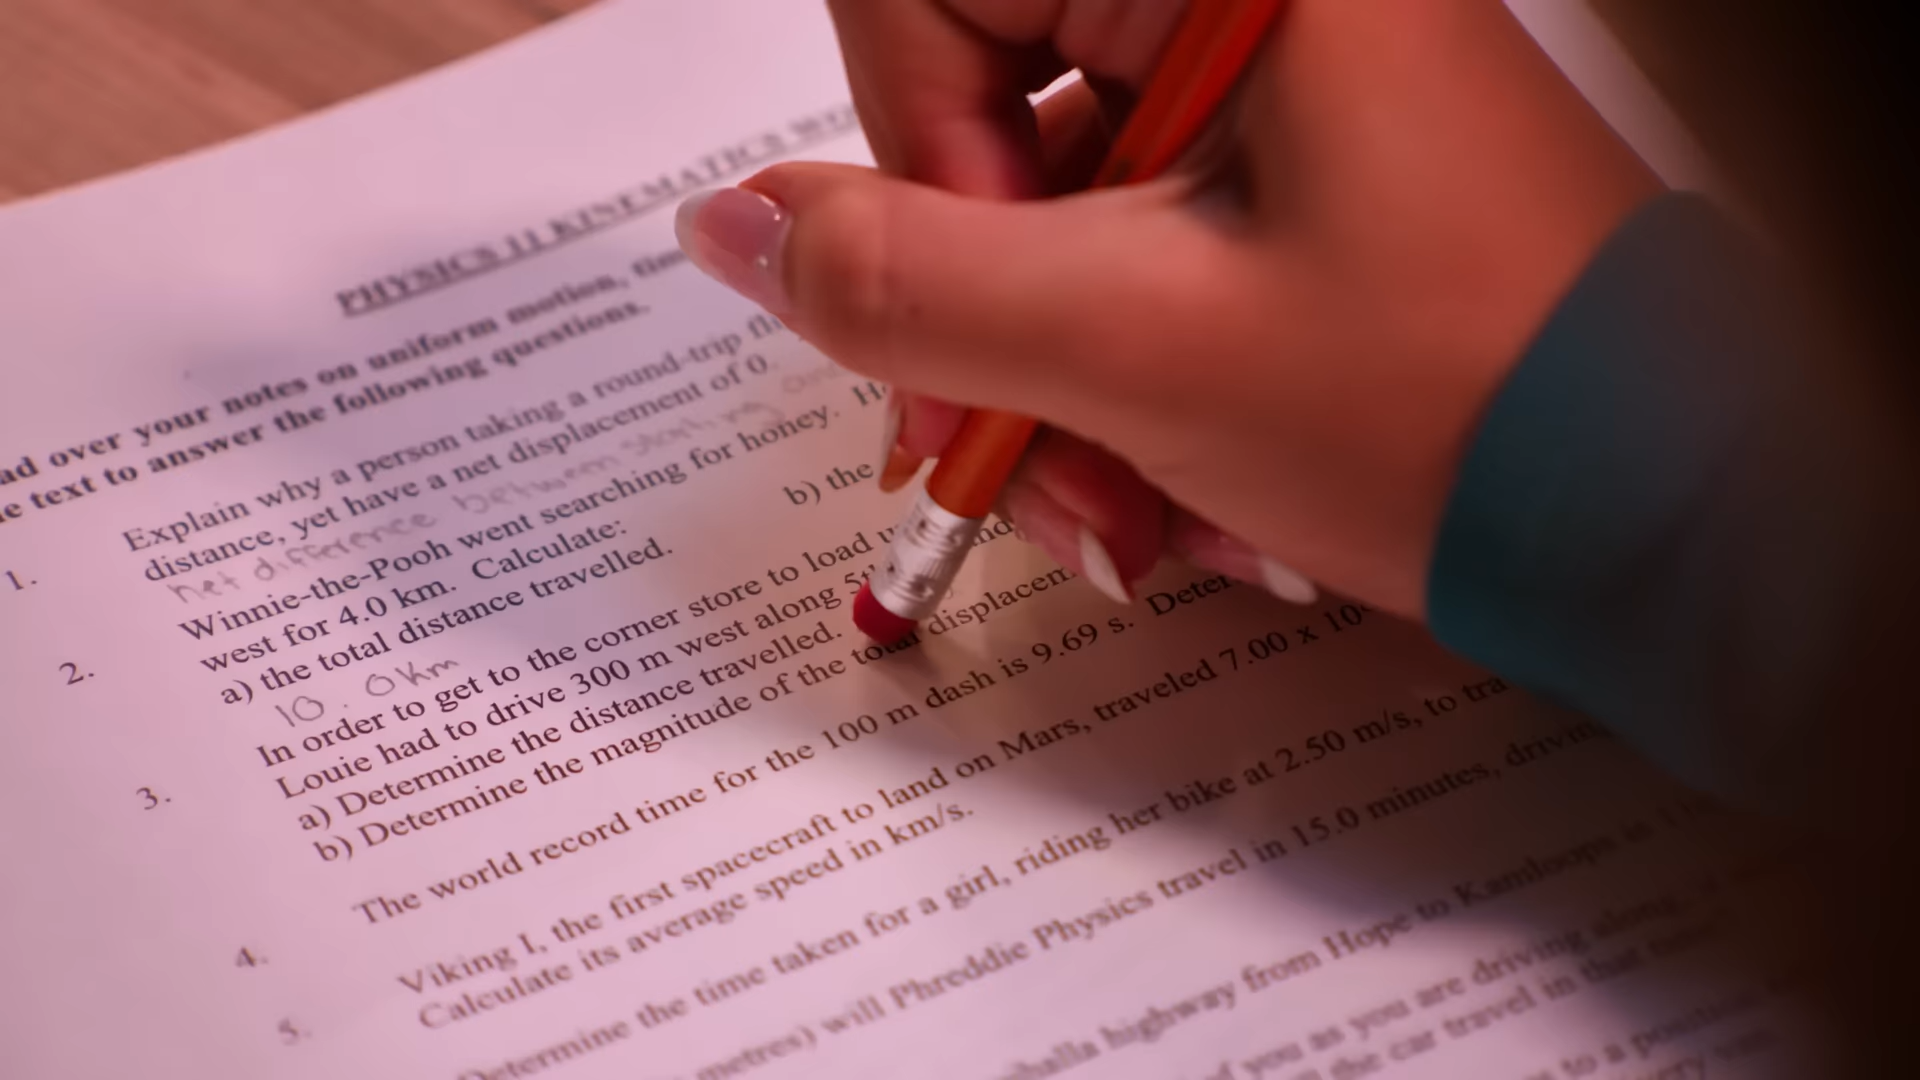 PHYSICS 11 KINEMATICS
ad over your notes on uniform motion,
e text to answer the following questions.
1. Explain why a person taking a round-trip
distance, yet have a net displacement of 0.
net difference between starting
2. Winnie-the-Pooh went searching for honey.
west for 4.0 km. Calculate:
a) the total distance travelled. b) the
10.0km
3. In order to get to the corner store to load
Louie had to drive 300 m west along
a) Determine the distance travelled.
b) Determine the magnitude of the total displacem
4. The world record time for the 100 m dash is 9.69 s. Deter
5. Viking I, the first spacecraft to land on Mars, traveled 7.00 x 10
Calculate its average speed in km/s.
Determine the time taken for a girl, riding her bike at 2.50 m/s, to tra
metres) will Phreddie Physics travel in 15.0 minutes, driving
halla highway from Hope to Kamloops
of you as you are driving along,
the car travel in that time
to a